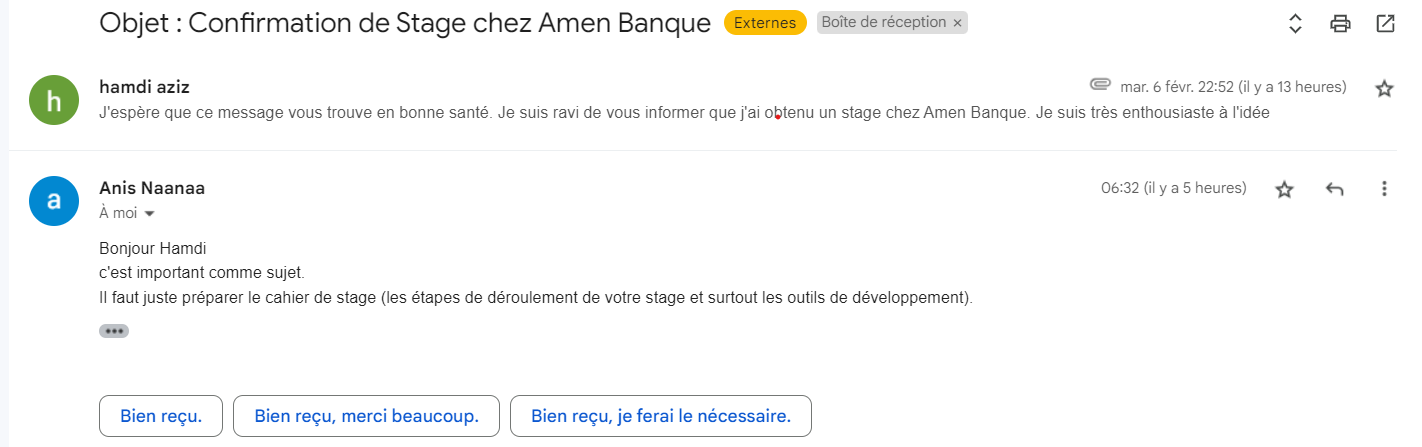 Objet : Confirmation de Stage chez Amen Banque Externes Boîte de réception ×
h
hamdi aziz mar. 6 févr. 22:52 (il y a 13 heures)
J'espère que ce message vous trouve en bonne santé. Je suis ravi de vous informer que j'ai obtenu un stage chez Amen Banque. Je suis très enthousiaste à l'idée
a
Anis Naanaa 06:32 (il y a 5 heures)
À moi
Bonjour Hamdi
c'est important comme sujet.
Il faut juste préparer le cahier de stage (les étapes de déroulement de votre stage et surtout les outils de développement).
Bien reçu. Bien reçu, merci beaucoup. Bien reçu, je ferai le nécessaire.